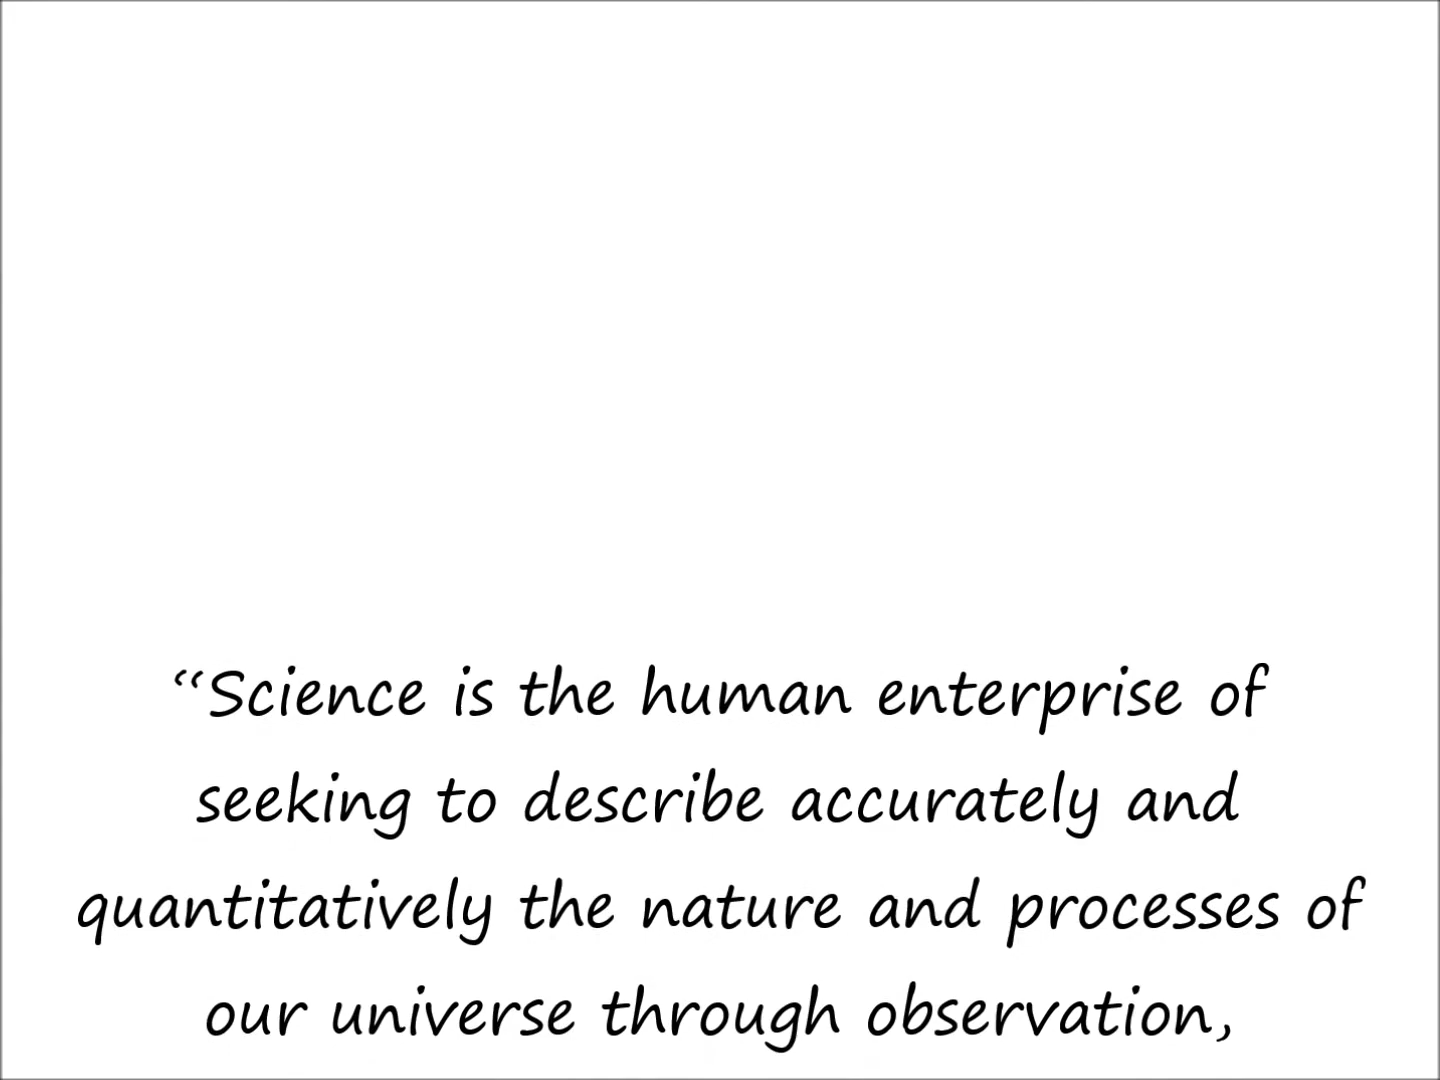 “Science is the human enterprise of
seeking to describe accurately and
quantitatively the nature and processes of
our universe through observation,